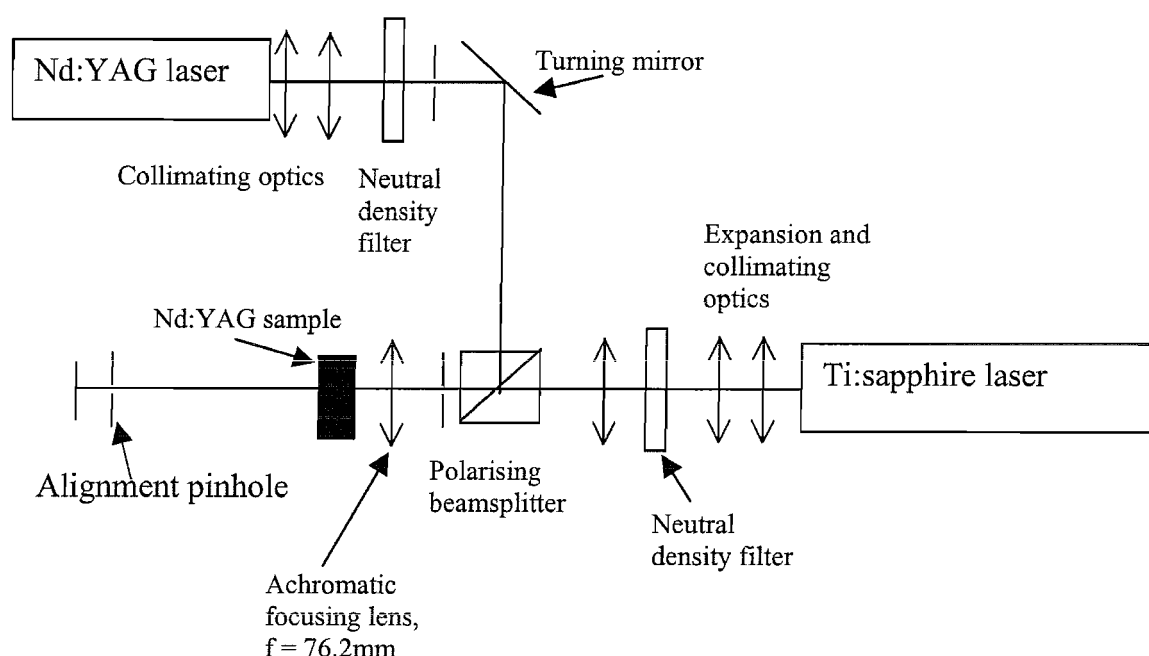 Nd:YAG laser
Turning mirror
Collimating optics
Neutral
density
filter
Expansion and
collimating
optics
Nd:YAG sample
Ti:sapphire laser
Alignment pinhole
Polarising
beamsplitter
Neutral
density filter
Achromatic
focusing lens,
f = 76.2mm